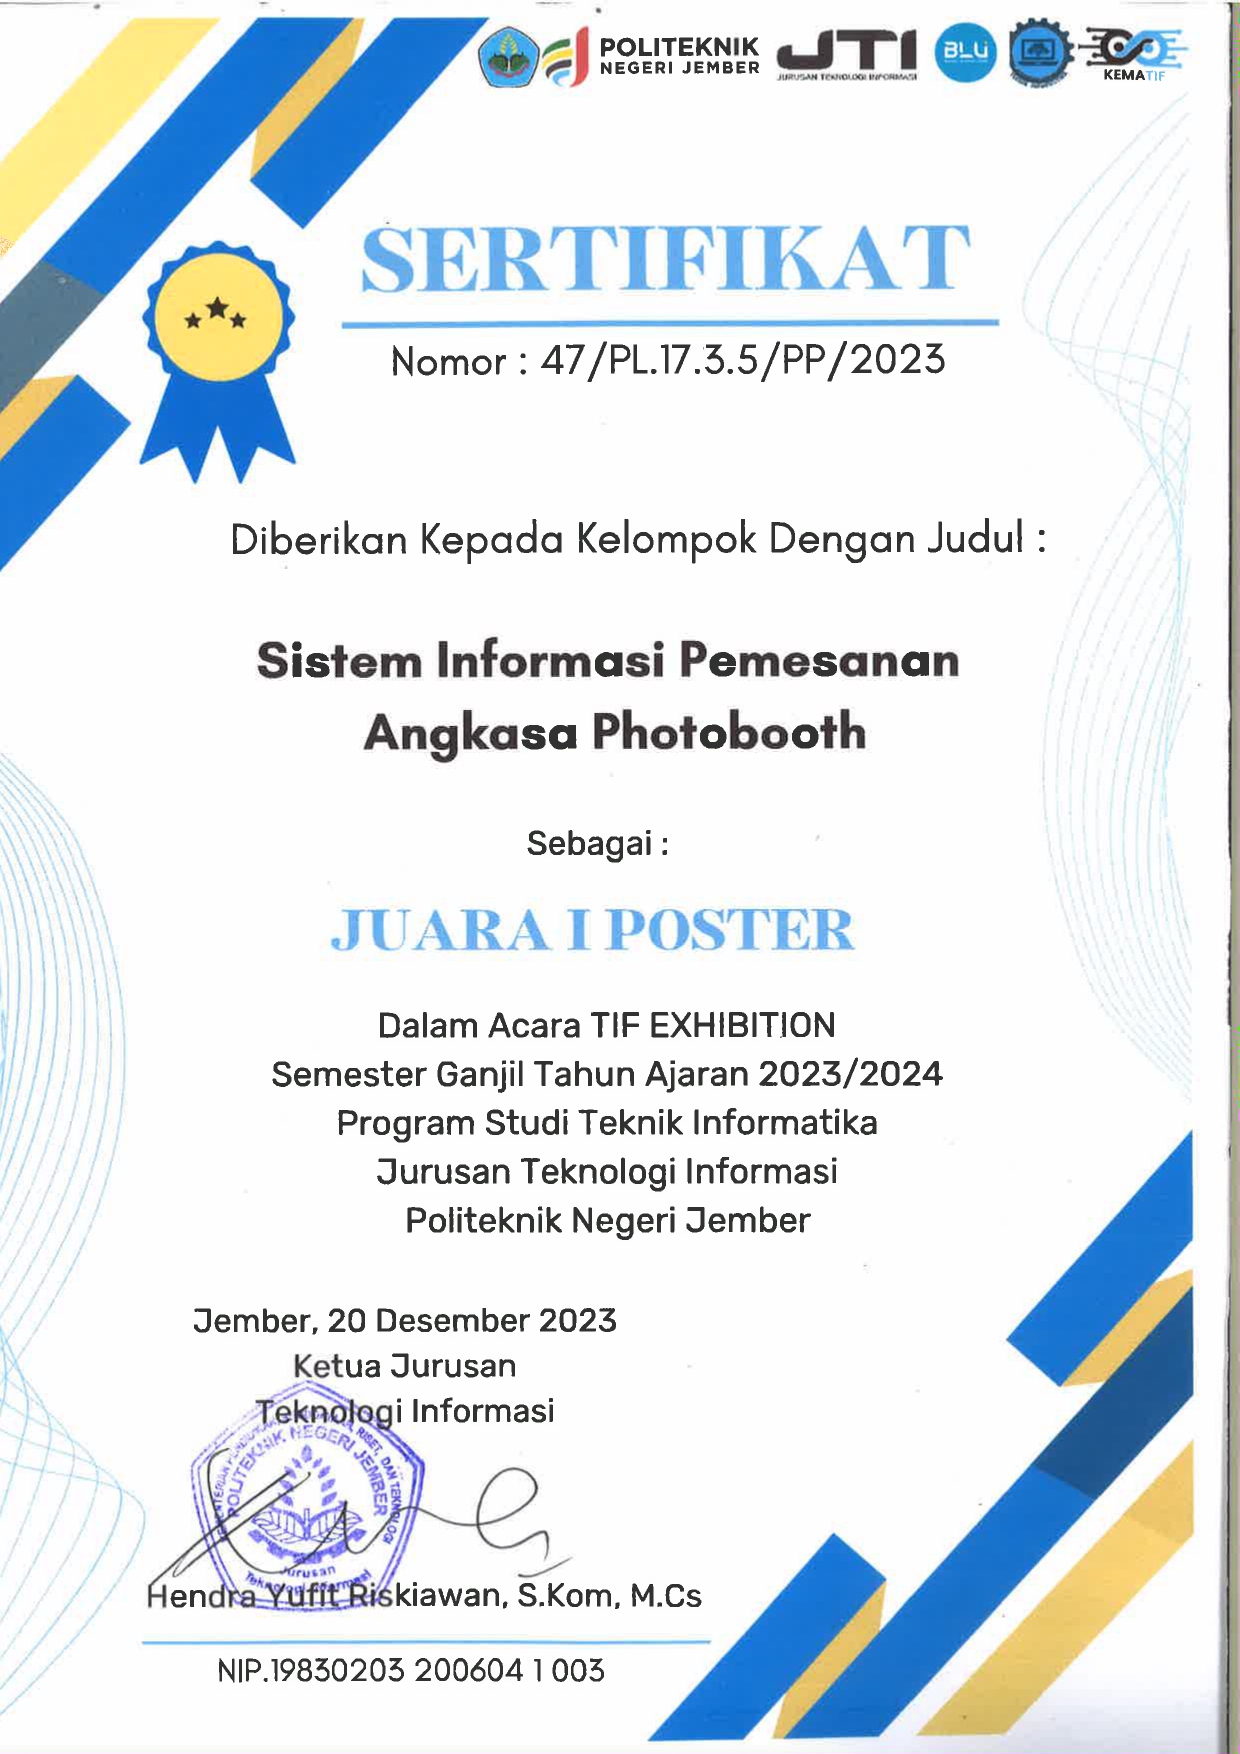 POLITEKNIK
NEGERI JEMBER
JTI
JURUSAN TEKNOLOGI INFORMASI
BLU
KEMATIF
SERTIFIKAT
Nomor : 47/PL.17.3.5/PP/2023
Diberikan Kepada Kelompok Dengan Judul :
Sistem Informasi Pemesanan
Angkasa Photobooth
Sebagai :
JUARA I POSTER
Dalam Acara TIF EXHIBITION
Semester Ganjil Tahun Ajaran 2023/2024
Program Studi Teknik Informatika
Jurusan Teknologi Informasi
Politeknik Negeri Jember
Jember, 20 Desember 2023
Ketua Jurusan
Teknologi Informasi
RISET, DAN TEKNOLOGI
POLITEKNIK NEGERI JEMBER
Jurusan
Teknologi Informasi
Hendra Yufit Riskiawan, S.Kom, M.Cs
NIP.19830203 200604 1 003